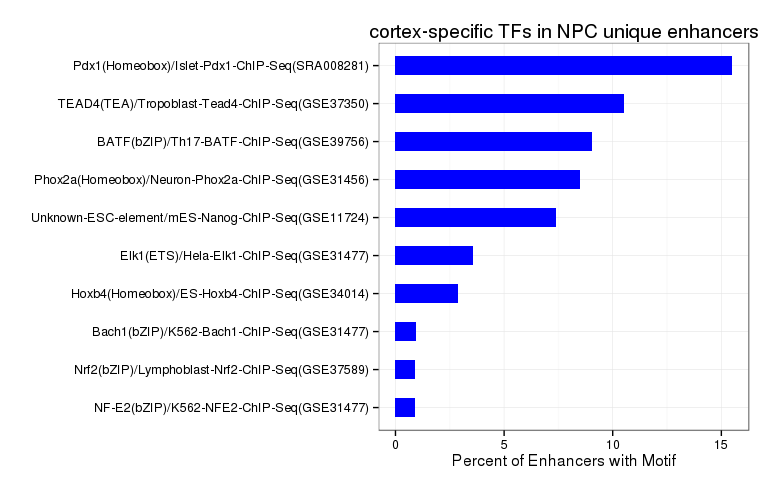 cortex-specific TFs in NPC unique enhancers
Pdx1(Homeobox)/Islet-Pdx1-ChIP-Seq(SRA008281)
TEAD4(TEA)/Tropoblast-Tead4-ChIP-Seq(GSE37350)
BATF(bZIP)/Th17-BATF-ChIP-Seq(GSE39756)
Phox2a(Homeobox)/Neuron-Phox2a-ChIP-Seq(GSE31456)
Unknown-ESC-element/mES-Nanog-ChIP-Seq(GSE11724)
Elk1(ETS)/Hela-Elk1-ChIP-Seq(GSE31477)
Hoxb4(Homeobox)/ES-Hoxb4-ChIP-Seq(GSE34014)
Bach1(bZIP)/K562-Bach1-ChIP-Seq(GSE31477)
Nrf2(bZIP)/Lymphoblast-Nrf2-ChIP-Seq(GSE37589)
NF-E2(bZIP)/K562-NFE2-ChIP-Seq(GSE31477)
0 5 10 15
Percent of Enhancers with Motif